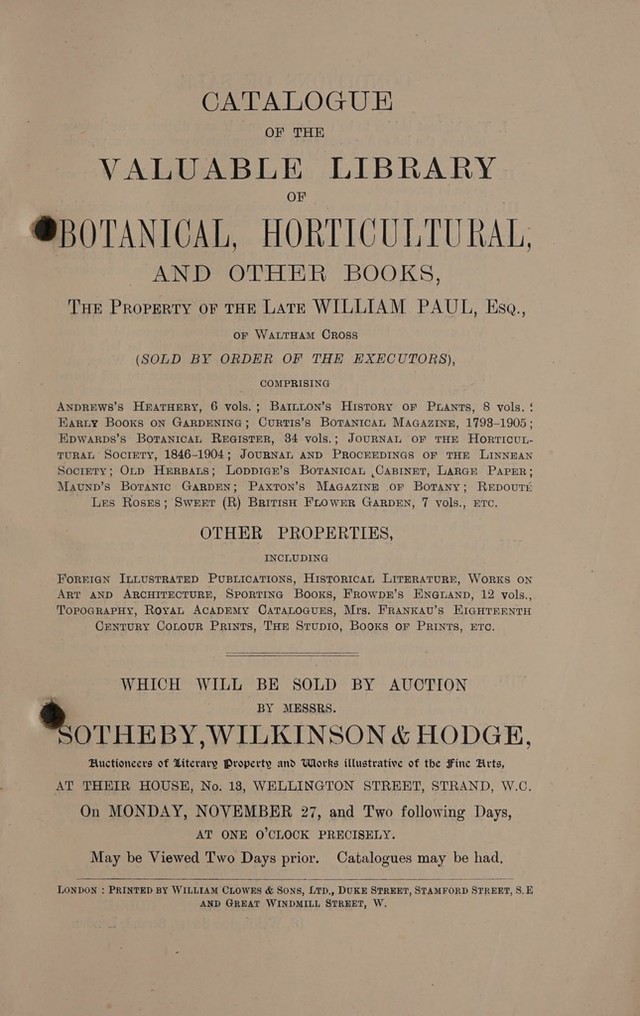 CATALOGUE
OF THE
VALUABLE LIBRARY
OF
BOTANICAL, HORTICULTURAL,
AND OTHER BOOKS,
THE PROPERTY OF THE LATE WILLIAM PAUL, ESQ.,
OF WALTHAM CROSS
(SOLD BY ORDER OF THE EXECUTORS),
COMPRISING
ANDREWS'S HEATHERY, 6 vols.; BAILLON'S HISTORY OF PLANTS, 8 vols.;
EARLY BOOKS ON GARDENING; CURTIS'S BOTANICAL MAGAZINE, 1793-1905;
EDWARDS'S BOTANICAL REGISTER, 34 vols.; JOURNAL OF THE HORTICUL-
TURAL SOCIETY, 1846-1904; JOURNAL AND PROCEEDINGS OF THE LINNEAN
SOCIETY; OLD HERBALS; LODDIGE'S BOTANICAL CABINET, LARGE PAPER;
MAUND'S BOTANIC GARDEN; PAXTON'S MAGAZINE OF BOTANY; REDOUTÉ
LES ROSES; SWEET (R) BRITISH FLOWER GARDEN, 7 vols., ETC.
OTHER PROPERTIES,
INCLUDING
FOREIGN ILLUSTRATED PUBLICATIONS, HISTORICAL LITERATURE, WORKS ON
ART AND ARCHITECTURE, SPORTING BOOKS, FROWDE'S ENGLAND, 12 vols.,
TOPOGRAPHY, ROYAL ACADEMY CATALOGUES, MRS. FRANKAU'S EIGHTEENTH
CENTURY COLOUR PRINTS, THE STUDIO, BOOKS OF PRINTS, ETC.
WHICH WILL BE SOLD BY AUCTION
BY MESSRS.
SOTHEBY, WILKINSON & HODGE,
Auctioneers of Literary Property and Works illustrative of the Fine Arts,
AT THEIR HOUSE, No. 13, WELLINGTON STREET, STRAND, W.C.
On MONDAY, NOVEMBER 27, and Two following Days,
AT ONE O'CLOCK PRECISELY.
May be Viewed Two Days prior. Catalogues may be had.
LONDON: PRINTED BY WILLIAM CLOWES & SONS, LTD., DUKE STREET, STAMFORD STREET, S.E
AND GREAT WINDMILL STREET, W.